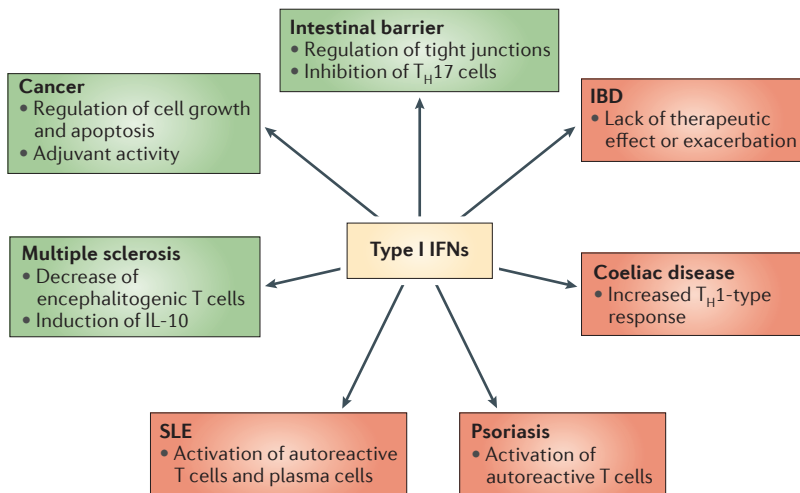 Intestinal barrier
• Regulation of tight junctions
• Inhibition of TH17 cells
Cancer
• Regulation of cell growth
and apoptosis
• Adjuvant activity
IBD
• Lack of therapeutic
effect or exacerbation
Type I IFNs
Multiple sclerosis
• Decrease of
encephalitogenic T cells
• Induction of IL-10
Coeliac disease
• Increased TH1-type
response
SLE
• Activation of autoreactive
T cells and plasma cells
Psoriasis
• Activation of
autoreactive T cells